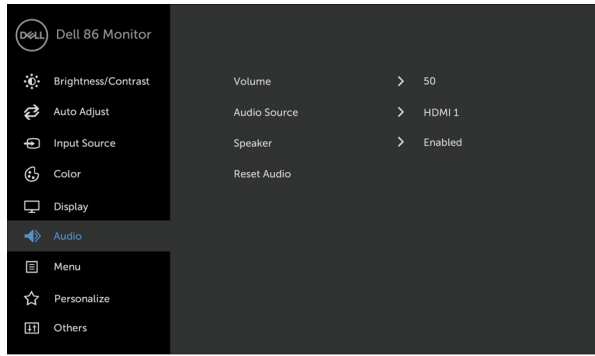 DELL Dell 86 Monitor
Brightness/Contrast
Auto Adjust
Input Source
Color
Display
Audio
Menu
Personalize
Others
Volume 50
Audio Source HDMI 1
Speaker Enabled
Reset Audio